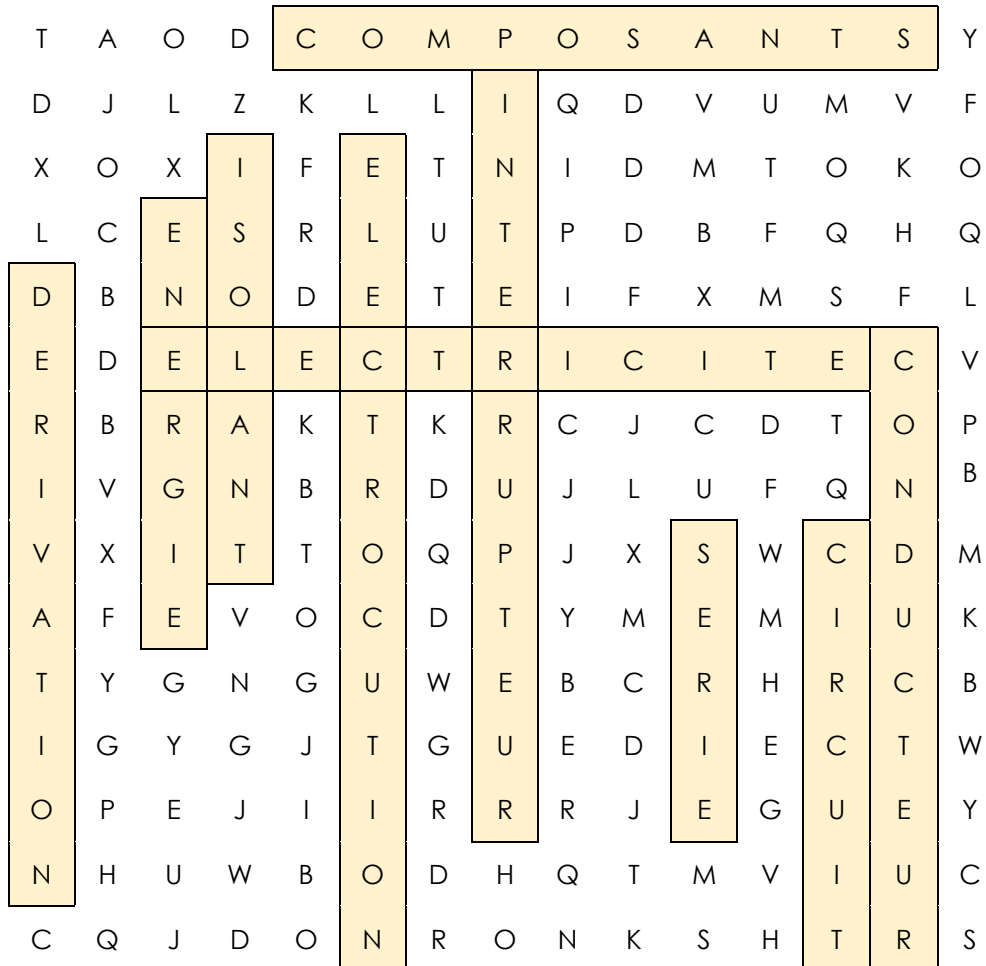 T A O D C O M P O S A N T S Y
D J L Z K L L I Q D V U M V F
X O X I F E T N I D M T O K O
L C E S R L U T P D B F Q H Q
D B N O D E T E I F X M S F L
E D E L E C T R I C I T E C V
R B R A K T K R C J C D T O P
I V G N B R D U J L U F Q N B
V X I T T O Q P J X S W C D M
A F E V O C D T Y M E M I U K
T Y G N G U W E B C R H R C B
I G Y G J T G U E D I E C T W
O P E J I I R R R J E G U E Y
N H U W B O D H Q T M V I U C
C Q J D O N R O N K S H T R S